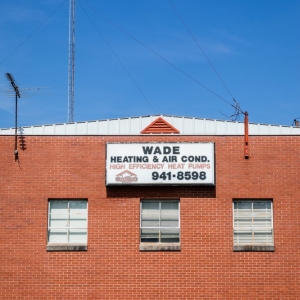 WADE
HEATING & AIR COND.
HIGH EFFICIENCY HEAT PUMPS
941-8598